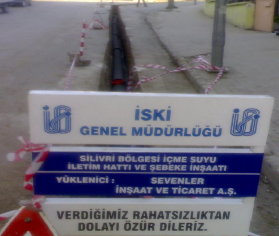 İSKİ
GENEL MÜDÜRLÜĞÜ
SİLİVRİ BÖLGESİ İÇME SUYU
İLETİM HATTI VE ŞEBEKE İNŞAATI
YÜKLENİCİ : SEVENLER
İNŞAAT VE TİCARET A.Ş.
VERDİĞİMİZ RAHATSIZLIKTAN
DOLAYI ÖZÜR DİLERİZ.